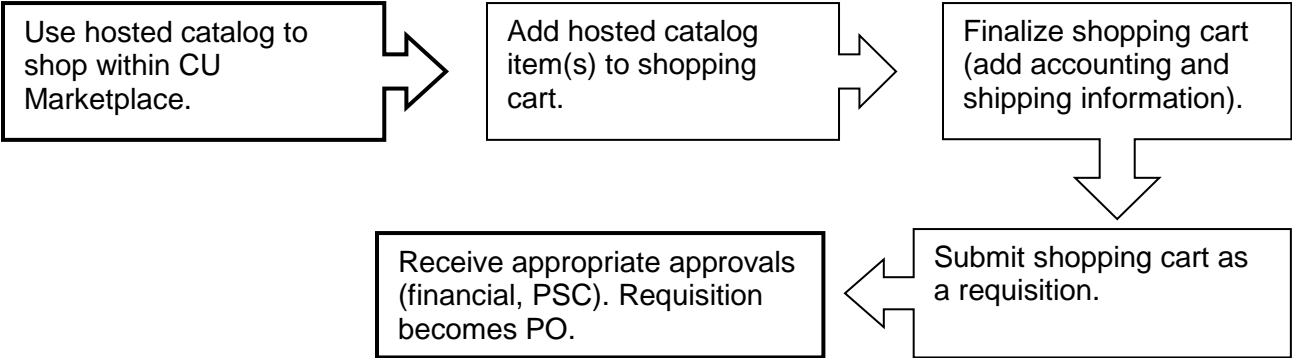 Use hosted catalog to
shop within CU
Marketplace.
Add hosted catalog
item(s) to shopping
cart.
Finalize shopping cart
(add accounting and
shipping information).
Submit shopping cart as
a requisition.
Receive appropriate approvals
(financial, PSC). Requisition
becomes PO.